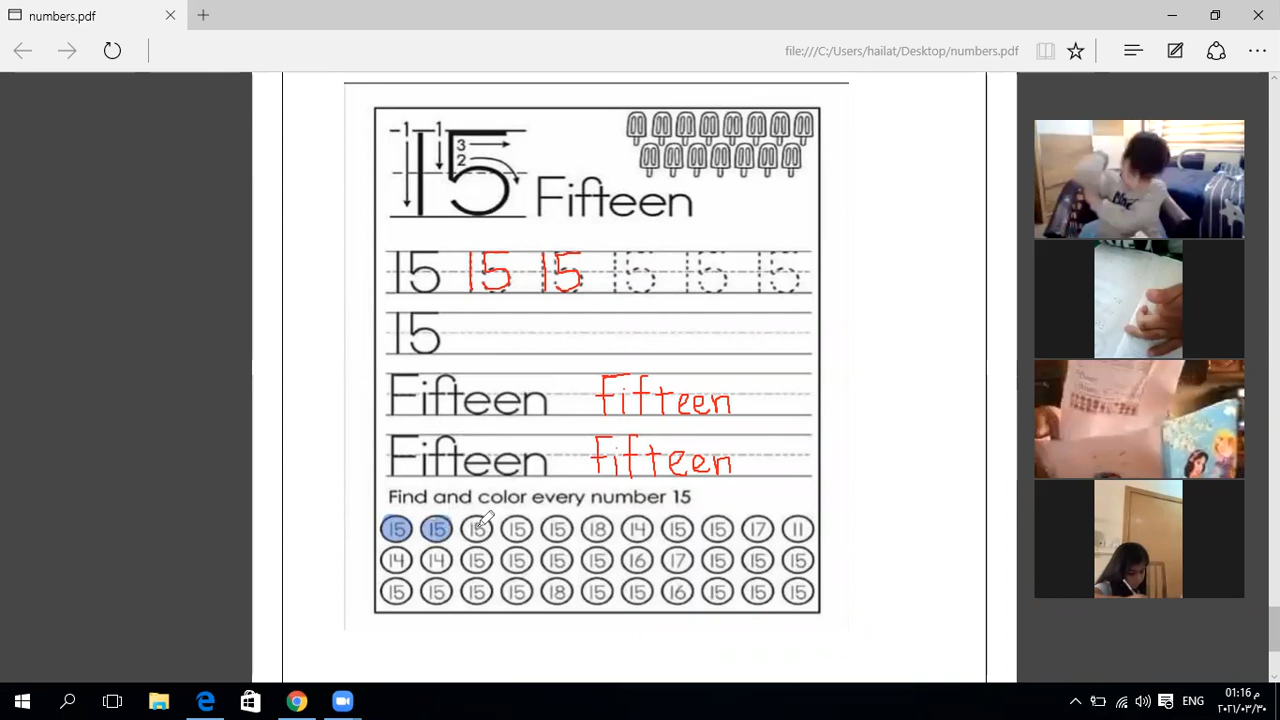 numbers.pdf
file:///C:/Users/hailat/Desktop/numbers.pdf
1 1 3
2
15 Fifteen
15 15 15 15 15 15
15
Fifteen Fifteen
Fifteen Fifteen
Find and color every number 15
15 15 15 15 15 18 14 15 15 17 11
14 14 15 15 15 15 16 17 15 15 15
15 15 15 15 18 15 15 16 15 15 15
ENG
01:16 م
٢٠٢١/٠٣/٣٠